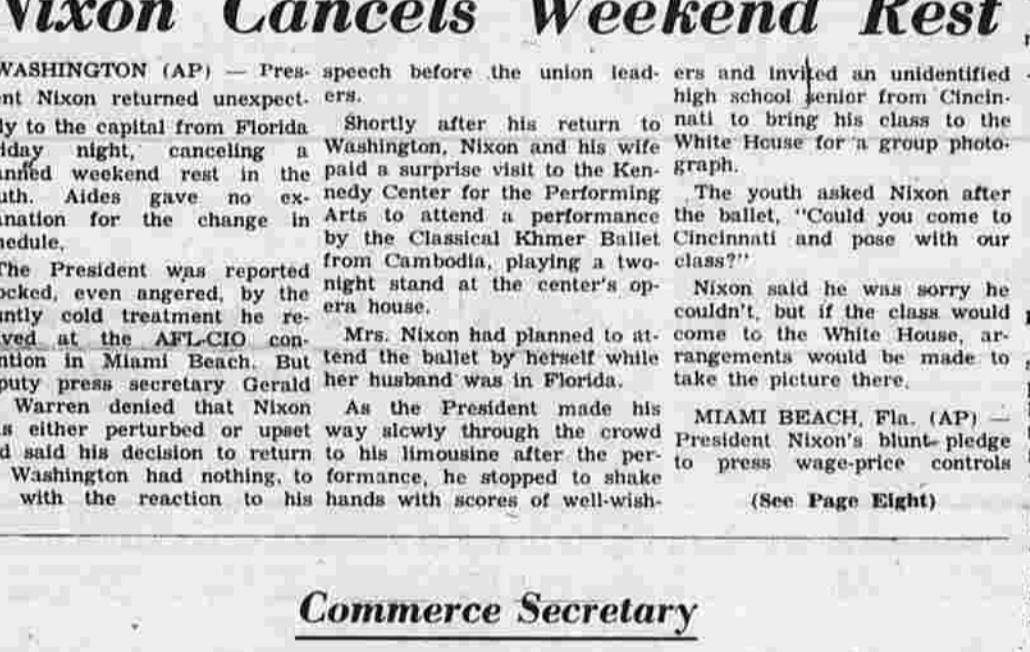 Nixon Cancels Weekend Rest
WASHINGTON (AP) — Pres-
ent Nixon returned unexpect-
ly to the capital from Florida
iday night, canceling a
nned weekend rest in the
uth. Aides gave no ex-
nation for the change in
hedule.
The President was reported
ocked, even angered, by the
antly cold treatment he re-
ved at the AFL-CIO con-
ntion in Miami Beach. But
puty press secretary Gerald
Warren denied that Nixon
s either perturbed or upset
d said his decision to return
Washington had nothing, to
with the reaction to his
speech before the union lead-
ers.
Shortly after his return to
Washington, Nixon and his wife
paid a surprise visit to the Ken-
nedy Center for the Performing
Arts to attend a performance
by the Classical Khmer Ballet
from Cambodia, playing a two-
night stand at the center's op-
era house.
Mrs. Nixon had planned to at-
tend the ballet by herself while
her husband was in Florida.
As the President made his
way slcwly through the crowd
to his limousine after the per-
formance, he stopped to shake
hands with scores of well-wish-
ers and invited an unidentified
high school senior from Cincin-
nati to bring his class to the
White House for a group photo-
graph.
The youth asked Nixon after
the ballet, "Could you come to
Cincinnati and pose with our
class?"
Nixon said he was sorry he
couldn't, but if the class would
come to the White House, ar-
rangements would be made to
take the picture there.
MIAMI BEACH, Fla. (AP) —
President Nixon's blunt pledge
to press wage-price controls
(See Page Eight)
Commerce Secretary